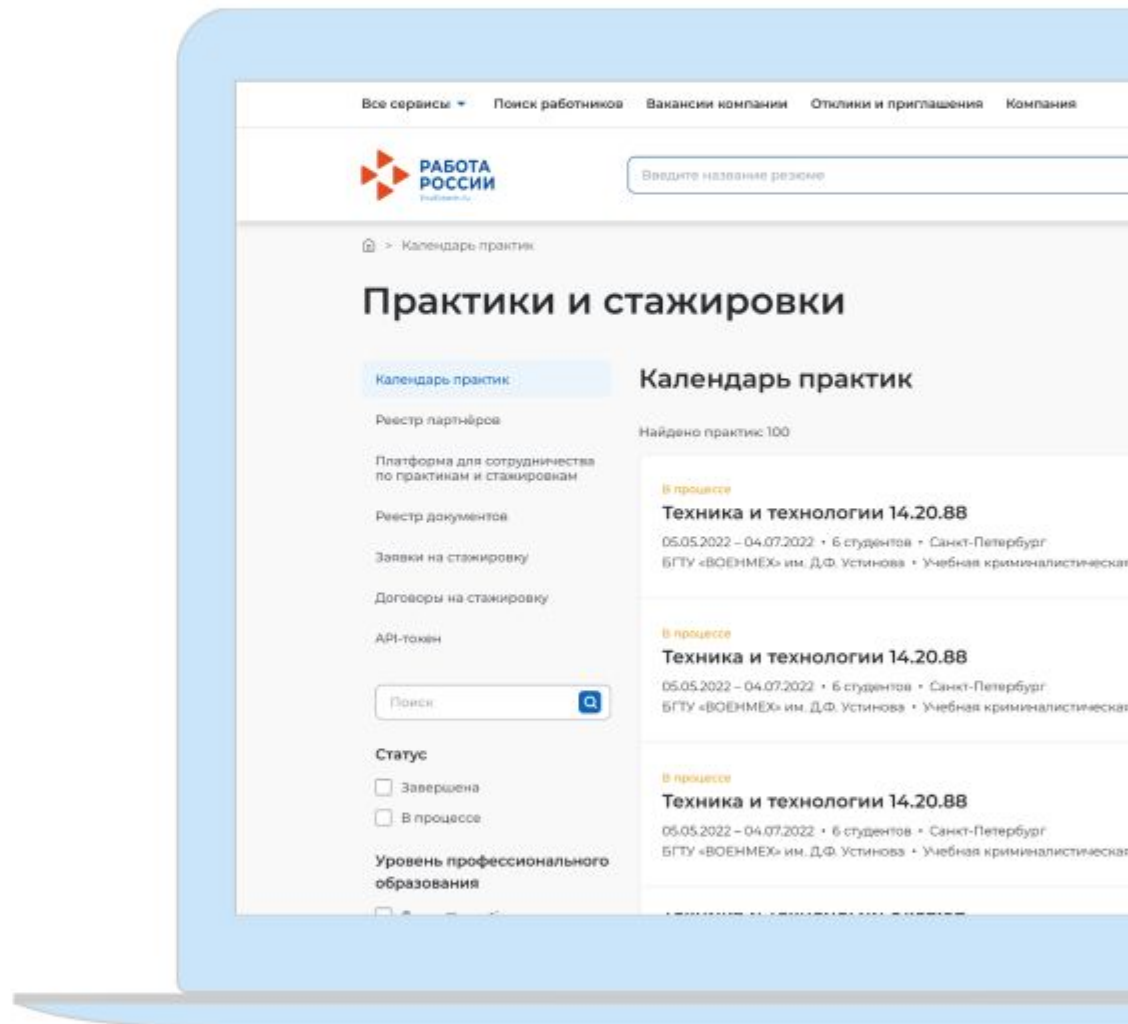 Все сервисы Поиск работников Вакансии компании Отклики и приглашения Компания
РАБОТА
РОССИИ
Введите название резюме
> Календарь практик
Практики и стажировки
Календарь практик
Реестр партнёров
Платформа для сотрудничества
по практикам и стажировкам
Реестр документов
Заявки на стажировку
Договоры на стажировку
API-токен
Поиск
Статус
Завершена
В процессе
Уровень профессионального
образования
Календарь практик
Найдено практик: 100
В процессе
Техника и технологии 14.20.88
05.05.2022 – 04.07.2022 • 6 студентов • Санкт-Петербург
БГТУ «ВОЕНМЕХ» им. Д.Ф. Устинова • Учебная криминалистическая
В процессе
Техника и технологии 14.20.88
05.05.2022 – 04.07.2022 • 6 студентов • Санкт-Петербург
БГТУ «ВОЕНМЕХ» им. Д.Ф. Устинова • Учебная криминалистическая
В процессе
Техника и технологии 14.20.88
05.05.2022 – 04.07.2022 • 6 студентов • Санкт-Петербург
БГТУ «ВОЕНМЕХ» им. Д.Ф. Устинова • Учебная криминалистическая